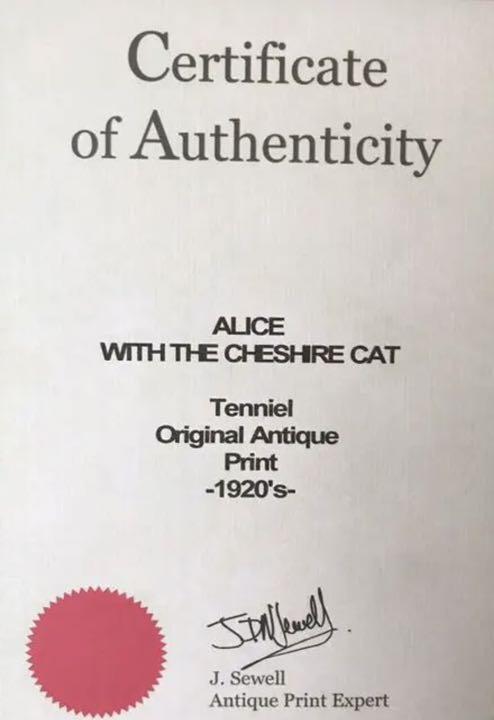 Certificate
of Authenticity
ALICE
WITH THE CHESHIRE CAT
Tenniel
Original Antique
Print
-1920's-
J. Sewell
Antique Print Expert